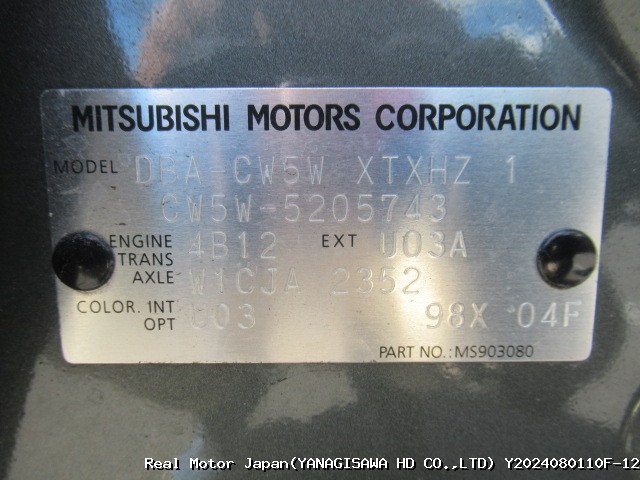 MITSUBISHI MOTORS CORPORATION
MODEL DBA-CW5W XTXHZ 1
CW5W-5205743
ENGINE 4B12 EXT U03A
TRANS
AXLE W1CJA 2352
COLOR. INT
OPT 98X 04F
PART NO.:MS903080
Real Motor Japan(YANAGISAWA HD CO.,LTD) Y2024080110F-12